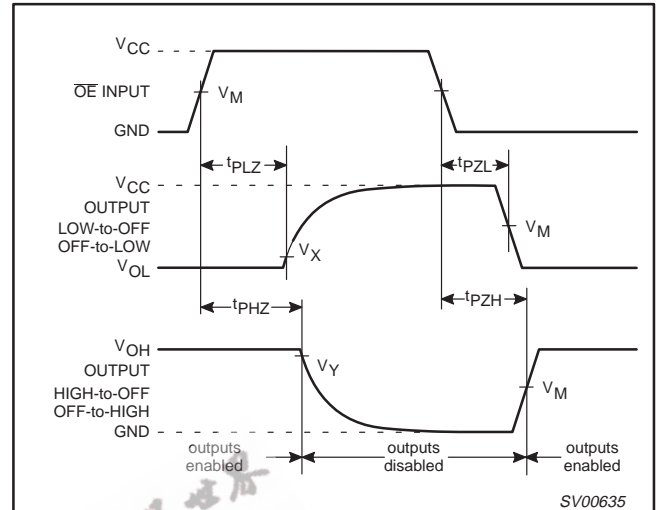 VCC
OE INPUT
VM
GND
tPLZ
tPZL
VCC
OUTPUT
LOW-to-OFF
OFF-to-LOW
VM
VX
VOL
tPHZ
tPZH
VOH
OUTPUT
VY
HIGH-to-OFF
OFF-to-HIGH
VM
GND
outputs enabled
outputs disabled
outputs enabled
SV00635